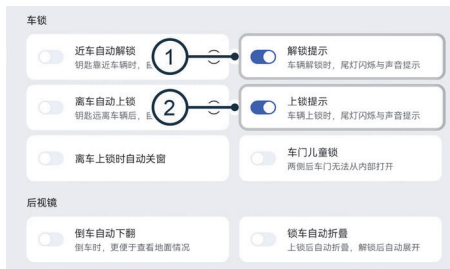 车锁
近车自动解锁
钥匙靠近车辆时，
1
解锁提示
车辆解锁时，尾灯闪烁与声音提示
离车自动上锁
钥匙远离车辆后，
2
上锁提示
车辆上锁时，尾灯闪烁与声音提示
离车上锁时自动关窗
车门儿童锁
两侧后车门无法从内部打开
后视镜
倒车自动下翻
倒车时，更便于查看地面情况
锁车自动折叠
上锁后自动折叠，解锁后自动展开